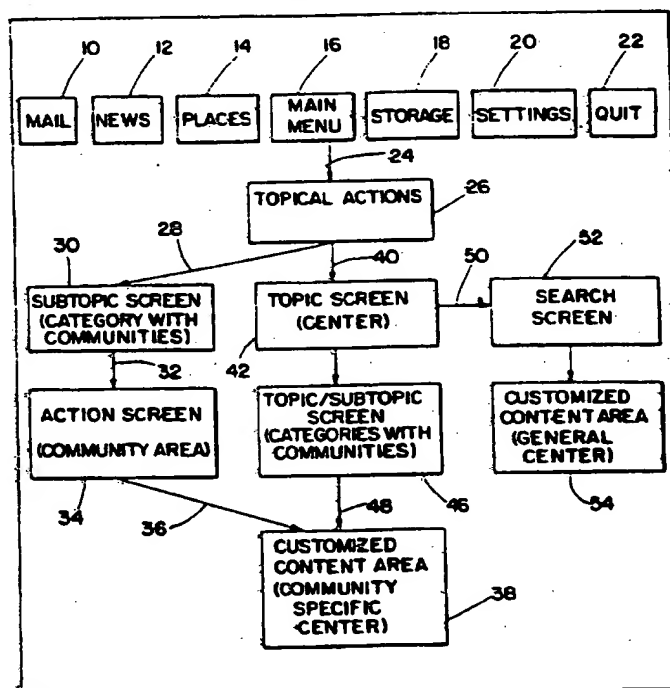 10 12 14 16 18 20 22
MAIL NEWS PLACES MAIN MENU STORAGE SETTINGS QUIT
24
TOPICAL ACTIONS
26
28
30
40
50
52
SUBTOPIC SCREEN
(CATEGORY WITH
COMMUNITIES)
TOPIC SCREEN
(CENTER)
SEARCH
SCREEN
32
42
ACTION SCREEN
(COMMUNITY AREA)
TOPIC/SUBTOPIC
SCREEN
(CATEGORIES WITH
COMMUNITIES)
CUSTOMIZED
CONTENT AREA
(GENERAL
CENTER)
34
36
48
46
54
CUSTOMIZED
CONTENT AREA
(COMMUNITY
SPECIFIC
CENTER)
38